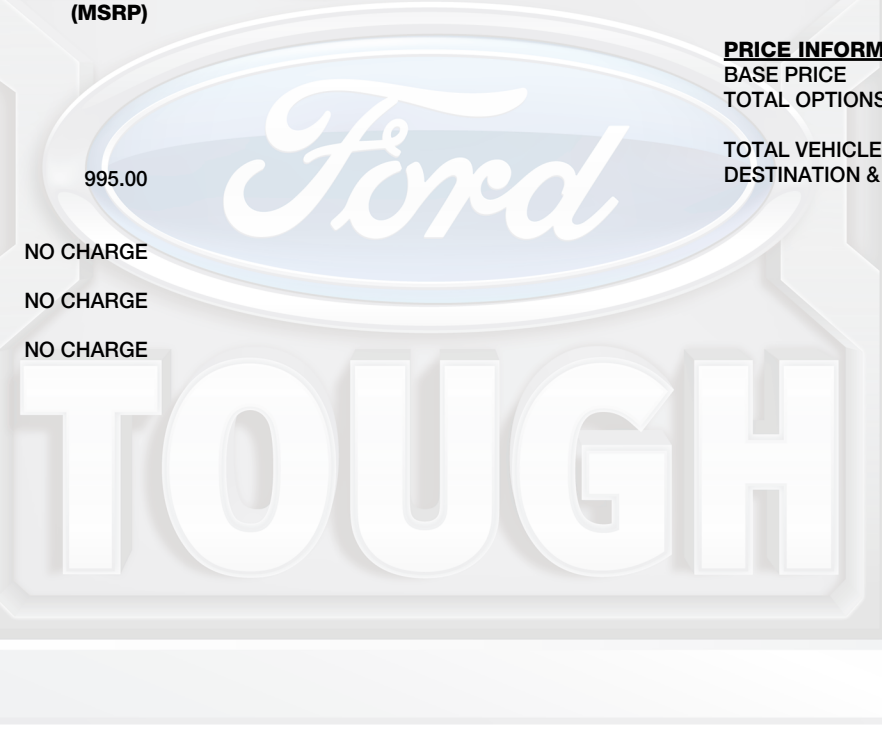 (MSRP)
995.00
NO CHARGE
NO CHARGE
NO CHARGE
PRICE INFORM
BASE PRICE
TOTAL OPTIONS
TOTAL VEHICLE
DESTINATION &
Ford
TOUGH